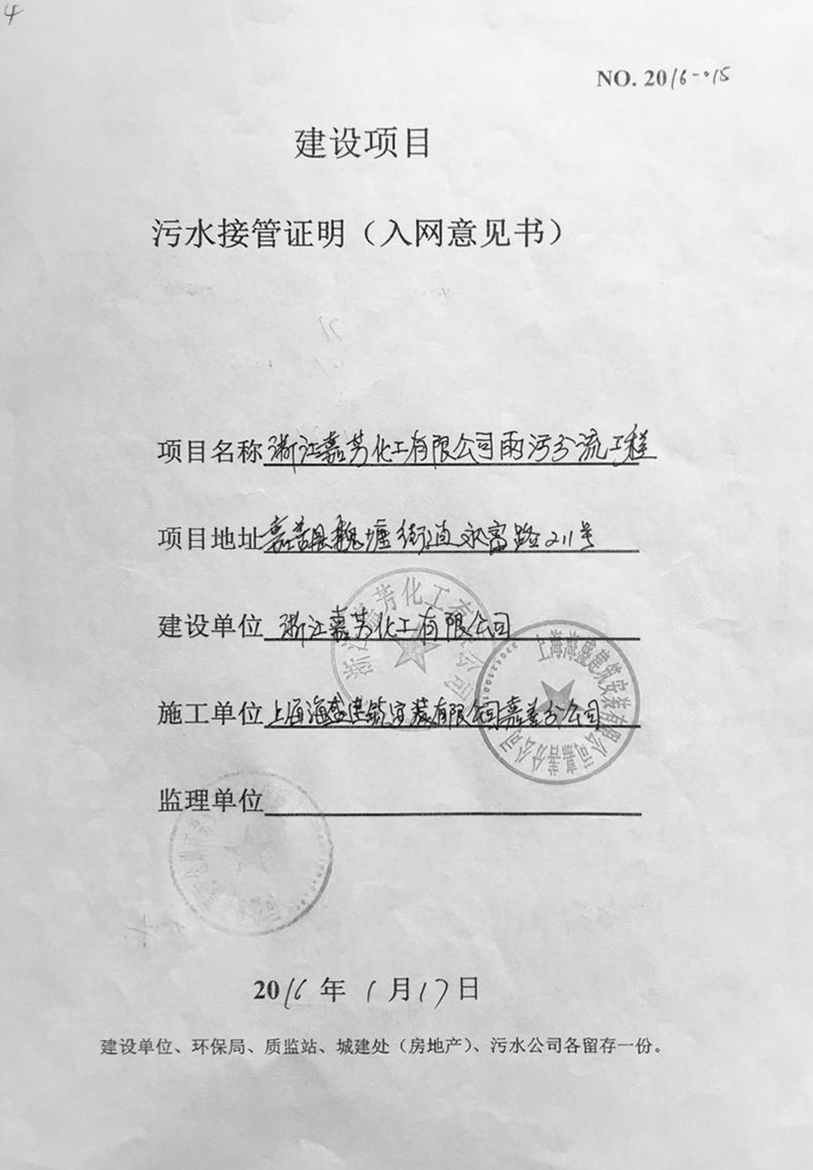 4
NO. 2016-015
建设项目
污水接管证明（入网意见书）
项目名称 浙江嘉芳化工有限公司雨污分流工程
项目地址 嘉善县魏塘街道永富路211号
建设单位 浙江嘉芳化工有限公司
施工单位 上海海盛建筑安装有限公司嘉善分公司
监理单位
2016年1月17日
建设单位、环保局、质监站、城建处（房地产）、污水公司各留存一份。